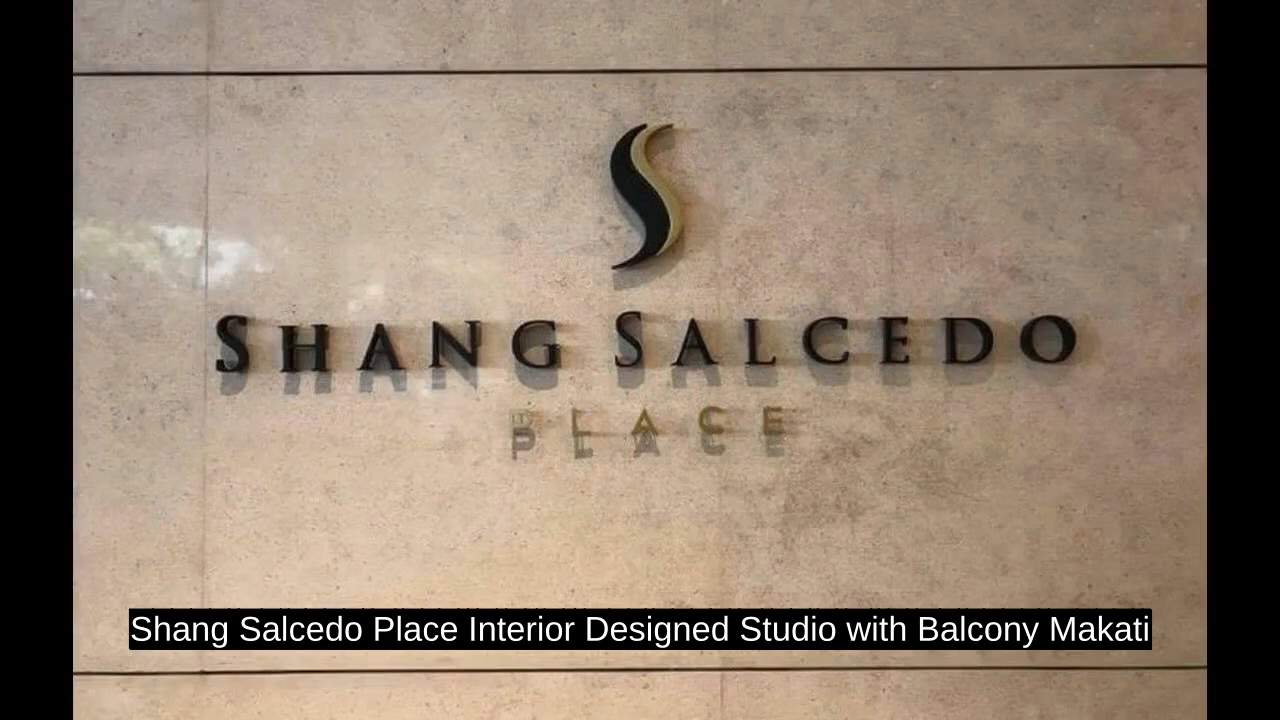 SHANG SALCEDO
PLACE
Shang Salcedo Place Interior Designed Studio with Balcony Makati